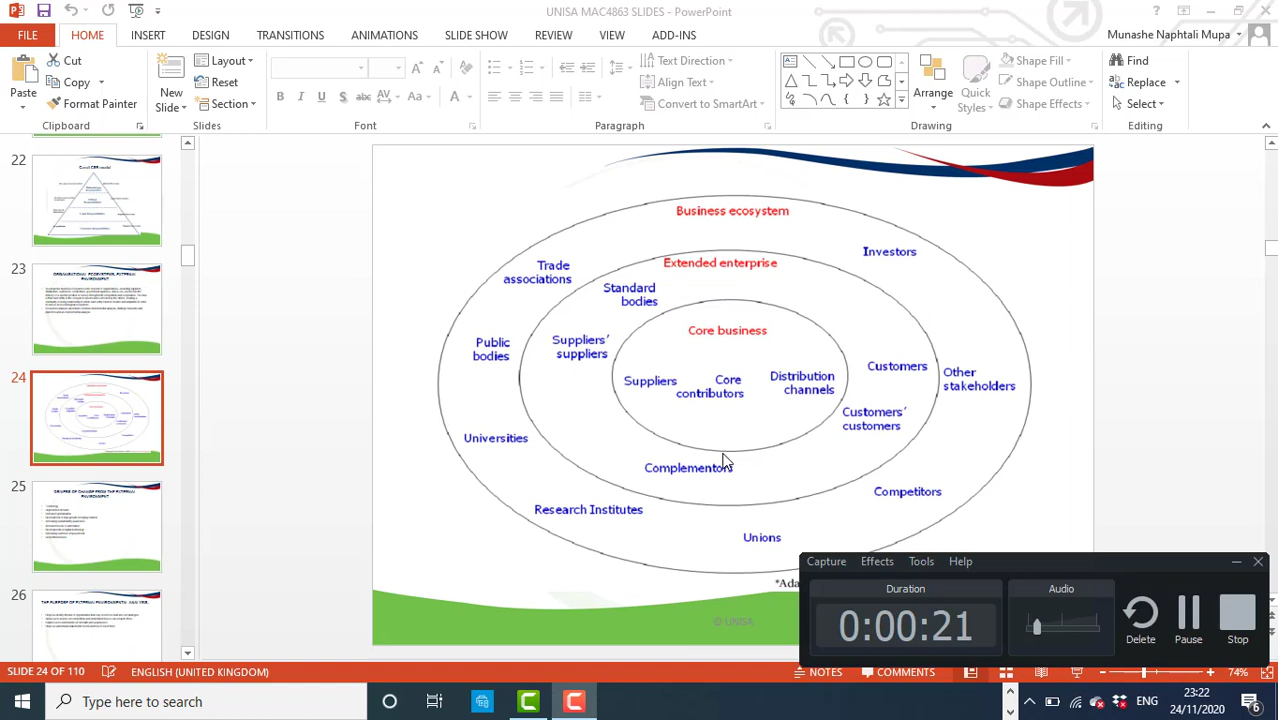 UNISA MAC4863 SLIDES - PowerPoint
FILE
HOME
INSERT
DESIGN
TRANSITIONS
ANIMATIONS
SLIDE SHOW
REVIEW
VIEW
ADD-INS
Munashe Naphtali Mupa
Paste
Cut
Copy
Format Painter
Clipboard
New
Slide
Layout
Reset
Section
Slides
Font
Text Direction
Align Text
Convert to SmartArt
Paragraph
Arrange
Quick
Styles
Shape Fill
Shape Outline
Shape Effects
Drawing
Find
Replace
Select
Editing
22
23
24
25
26
Business ecosystem
Investors
Extended enterprise
Trade
associations
Standard
bodies
Core business
Public
bodies
Suppliers'
suppliers
Suppliers
Core
contributors
Distribution
channels
Customers
Other
stakeholders
Customers'
customers
Universities
Complementors
Competitors
Research Institutes
Unions
*Ada
© UNISA
Capture
Effects
Tools
Help
Duration
0:00:21
Audio
Delete
Pause
Stop
SLIDE 24 OF 110
ENGLISH (UNITED KINGDOM)
NOTES
COMMENTS
74%
Type here to search
ENG
23:22
24/11/2020
6